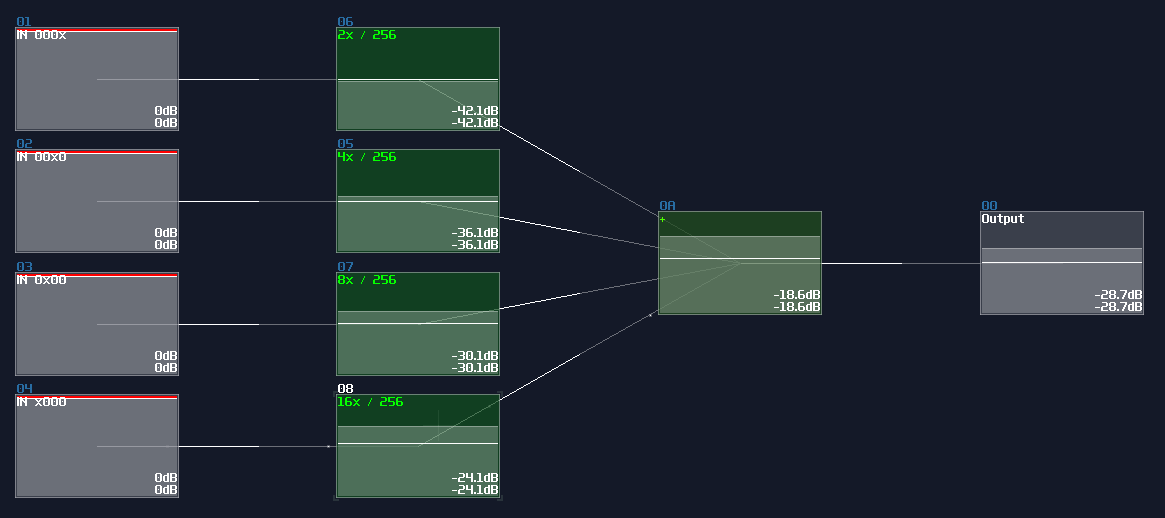 01
IN 000x
0dB
0dB
02
IN 00x0
0dB
0dB
03
IN 0x00
0dB
0dB
04
IN x000
0dB
0dB
06
2x / 256
-42.1dB
-42.1dB
05
4x / 256
-36.1dB
-36.1dB
07
8x / 256
-30.1dB
-30.1dB
08
16x / 256
-24.1dB
-24.1dB
0A
+
-18.6dB
-18.6dB
00
Output
-28.7dB
-28.7dB